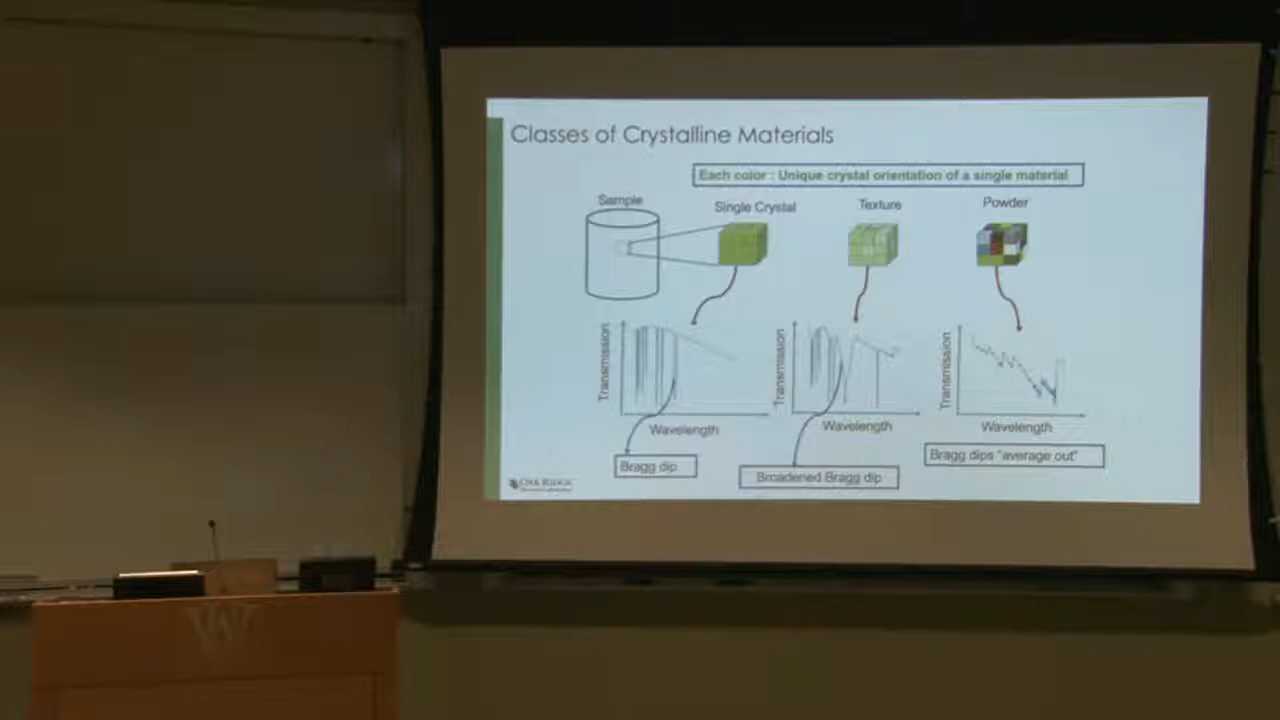 Classes of Crystalline Materials
Each color : Unique crystal orientation of a single material
Sample
Single Crystal
Texture
Powder
Transmission
Wavelength
Transmission
Wavelength
Transmission
Wavelength
Bragg dip
Broadened Bragg dip
Bragg dips "average out"
OAK RIDGE
W